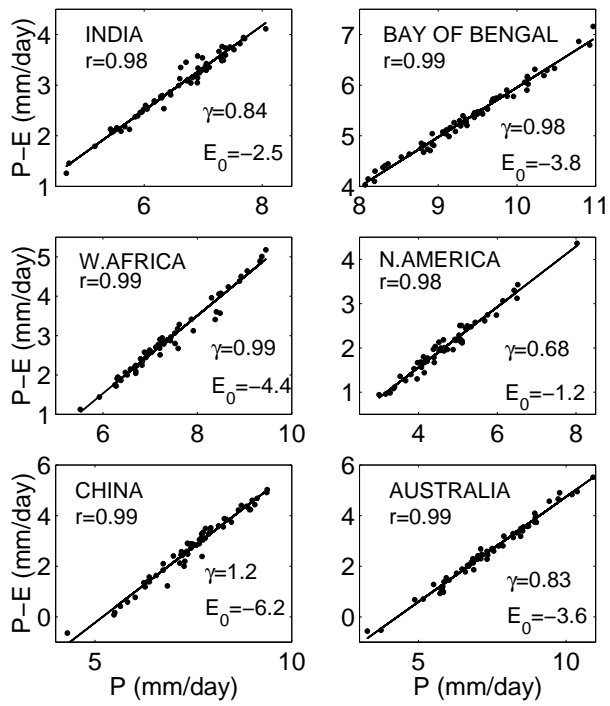 INDIA
r=0.98
γ=0.84
E₀=−2.5
P−E (mm/day)
4
3
2
1
6
8
BAY OF BENGAL
r=0.99
γ=0.98
E₀=−3.8
7
6
5
4
8
9
10
11
W.AFRICA
r=0.99
γ=0.99
E₀=−4.4
P−E (mm/day)
5
4
3
2
1
6
8
10
N.AMERICA
r=0.98
γ=0.68
E₀=−1.2
4
3
2
1
4
6
8
CHINA
r=0.99
γ=1.2
E₀=−6.2
P−E (mm/day)
6
4
2
0
5
10
P (mm/day)
AUSTRALIA
r=0.99
γ=0.83
E₀=−3.6
6
4
2
0
5
10
P (mm/day)